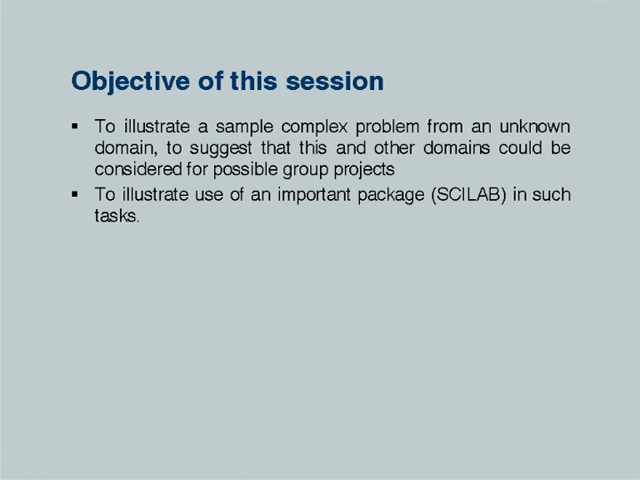 Objective of this session
▪ To illustrate a sample complex problem from an unknown
domain, to suggest that this and other domains could be
considered for possible group projects
▪ To illustrate use of an important package (SCILAB) in such
tasks.